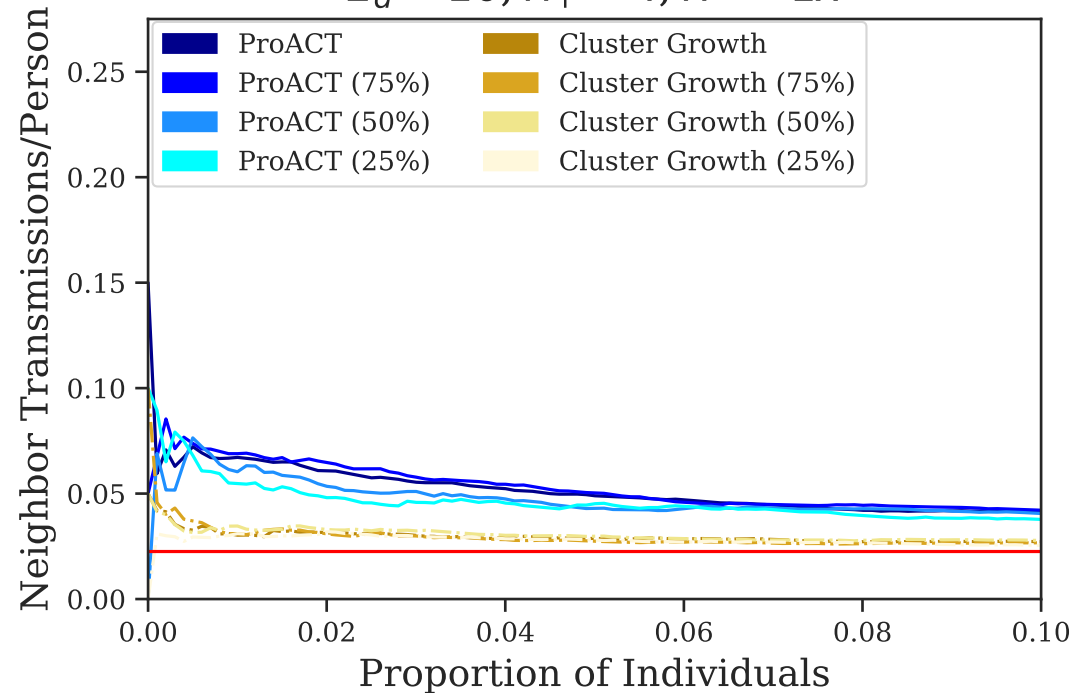 ProACT
ProACT (75%)
ProACT (50%)
ProACT (25%)
Cluster Growth
Cluster Growth (75%)
Cluster Growth (50%)
Cluster Growth (25%)
Neighbor Transmissions/Person
0.25
0.20
0.15
0.10
0.05
0.00
0.00 0.02 0.04 0.06 0.08 0.10
Proportion of Individuals